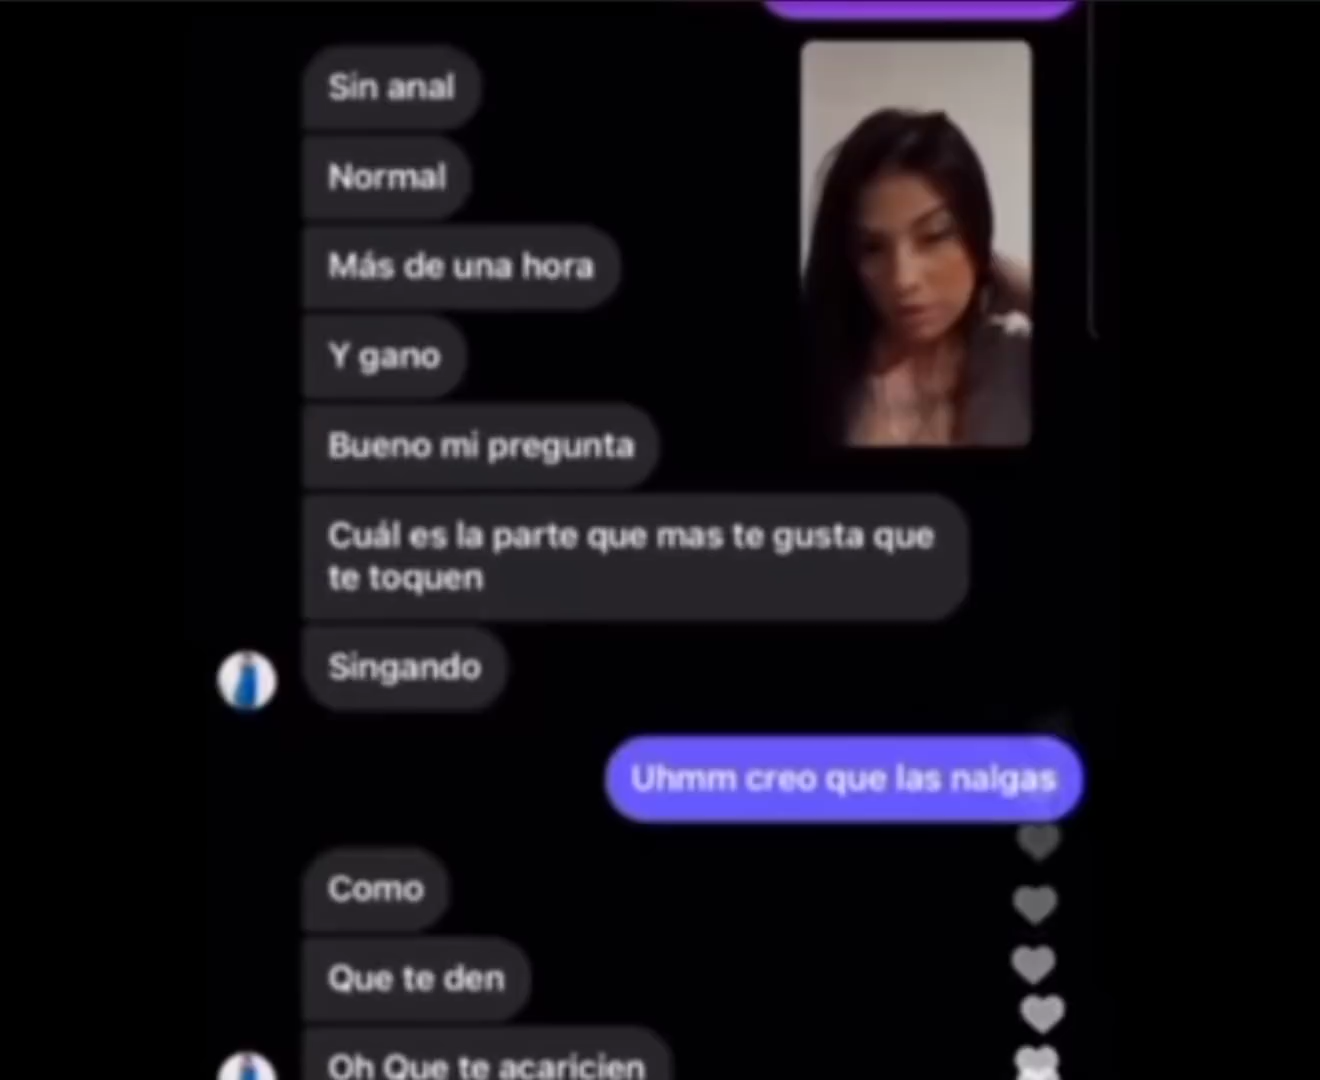 Sin anal
Normal
Más de una hora
Y gano
Bueno mi pregunta
Cuál es la parte que mas te gusta que
te toquen
Singando
Uhmm creo que las nalgas
Como
Que te den
Oh Que te acaricien